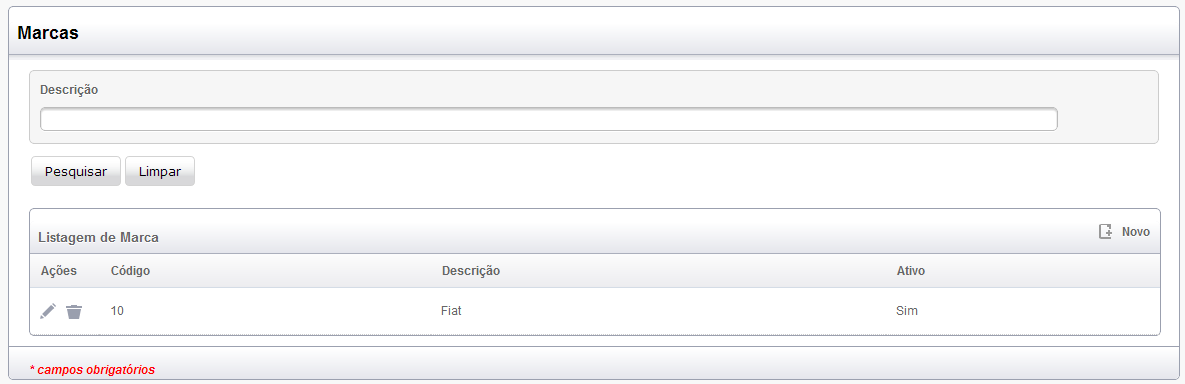 Marcas
Descrição
Pesquisar Limpar
Listagem de Marca Novo
Ações Código Descrição Ativo
10 Fiat Sim
* campos obrigatórios